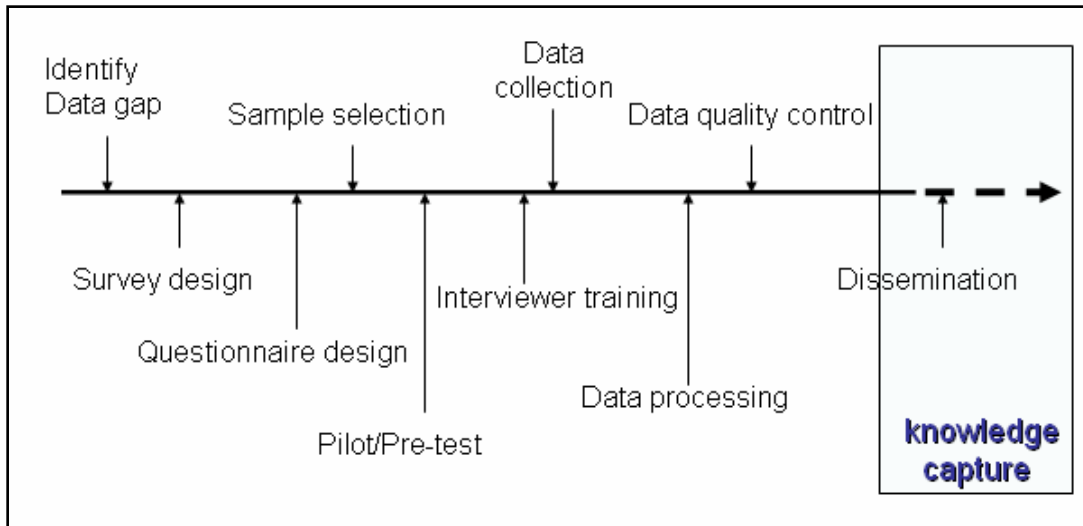 Identify
Data gap
Survey design
Questionnaire design
Sample selection
Pilot/Pre-test
Interviewer training
Data
collection
Data processing
Data quality control
Dissemination
knowledge
capture